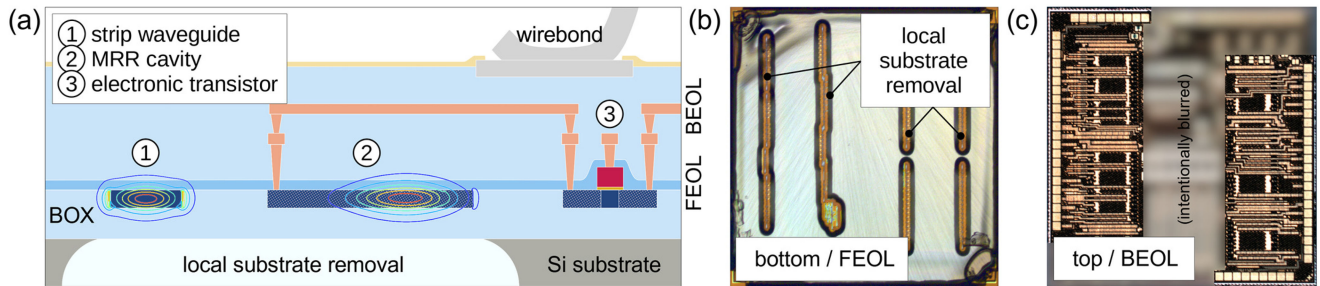 (a)
1 strip waveguide
2 MRR cavity
3 electronic transistor
wirebond
3
1
2
BEOL
FEOL
BOX
local substrate removal
Si substrate
(b)
local
substrate
removal
bottom / FEOL
(c)
(intentionally blurred)
top / BEOL